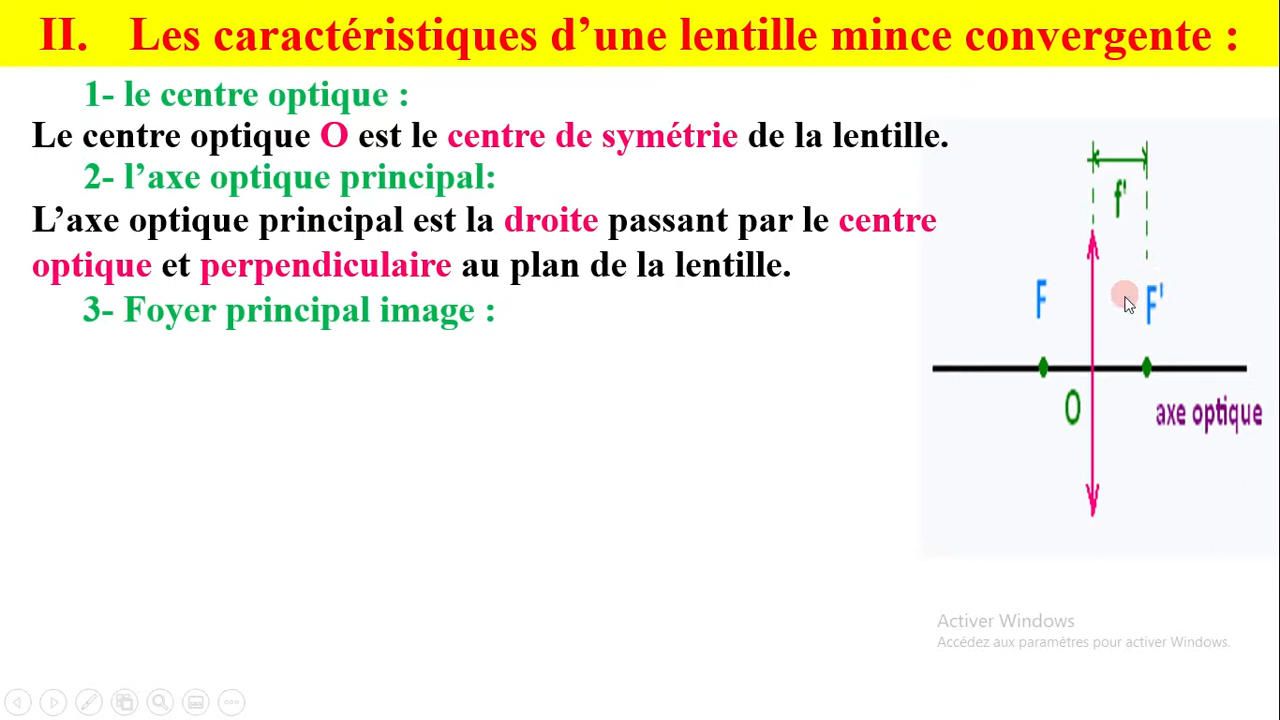 II. Les caractéristiques d’une lentille mince convergente :
1- le centre optique :
Le centre optique O est le centre de symétrie de la lentille.
2- l’axe optique principal:
L’axe optique principal est la droite passant par le centre
optique et perpendiculaire au plan de la lentille.
3- Foyer principal image :
f'
F
F'
O
axe optique
Activer Windows
Accédez aux paramètres pour activer Windows.